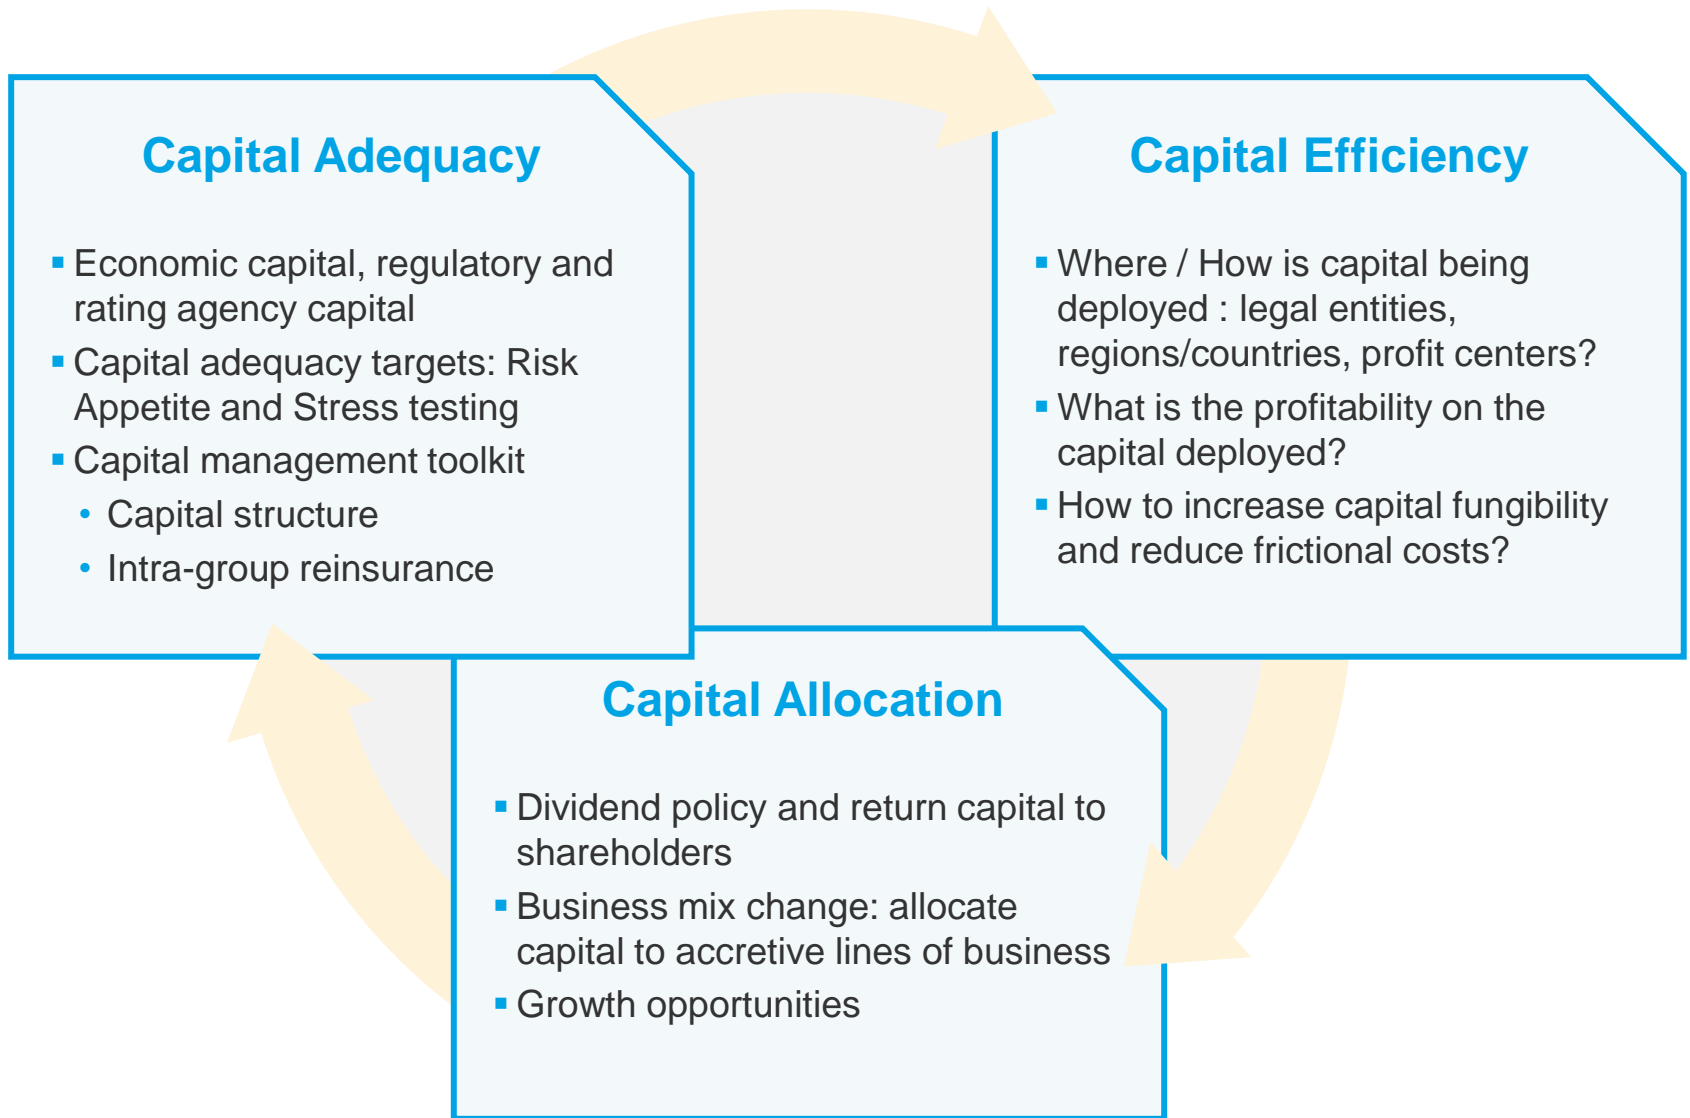 Capital Adequacy
▪ Economic capital, regulatory and
rating agency capital
▪ Capital adequacy targets: Risk
Appetite and Stress testing
▪ Capital management toolkit
• Capital structure
• Intra-group reinsurance
Capital Efficiency
▪ Where / How is capital being
deployed : legal entities,
regions/countries, profit centers?
▪ What is the profitability on the
capital deployed?
▪ How to increase capital fungibility
and reduce frictional costs?
Capital Allocation
▪ Dividend policy and return capital to
shareholders
▪ Business mix change: allocate
capital to accretive lines of business
▪ Growth opportunities